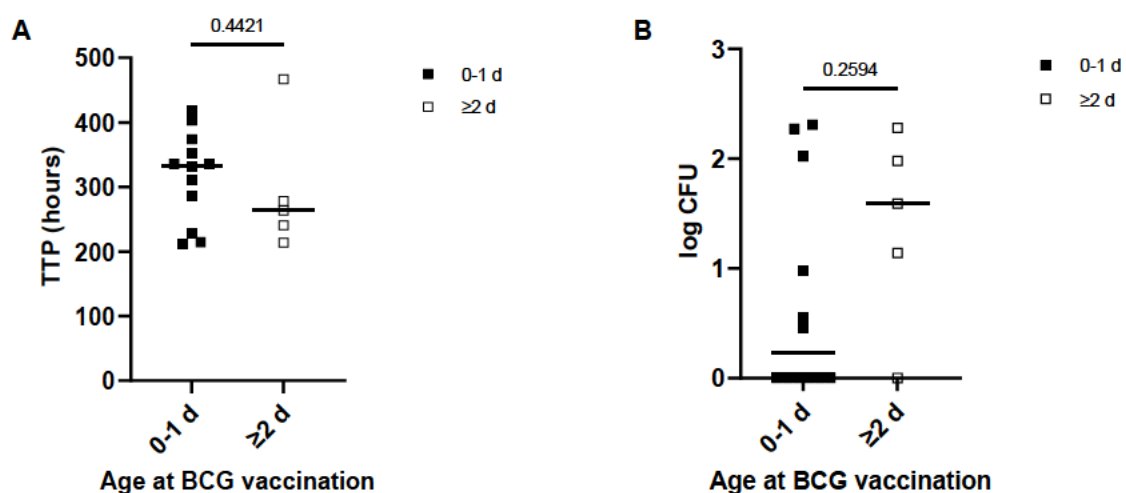 A
0.4421
500
400
300
200
100
0
TTP (hours)
0-1 d
≥2 d
Age at BCG vaccination
0-1 d
≥2 d
B
0.2594
3
2
1
0
log CFU
0-1 d
≥2 d
Age at BCG vaccination
0-1 d
≥2 d